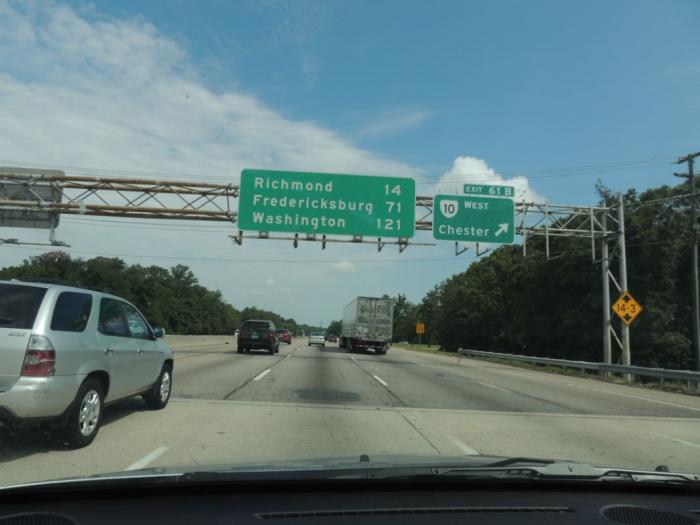 Richmond 14
Fredericksburg 71
Washington 121
EXIT 61 B
10 WEST
Chester
14-3